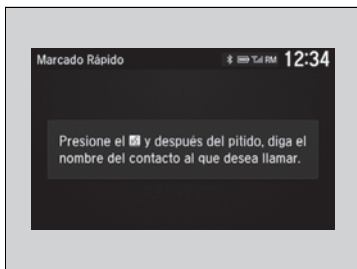 Marcado Rápido 12:34
Presione el y después del pitido, diga el
nombre del contacto al que desea llamar.